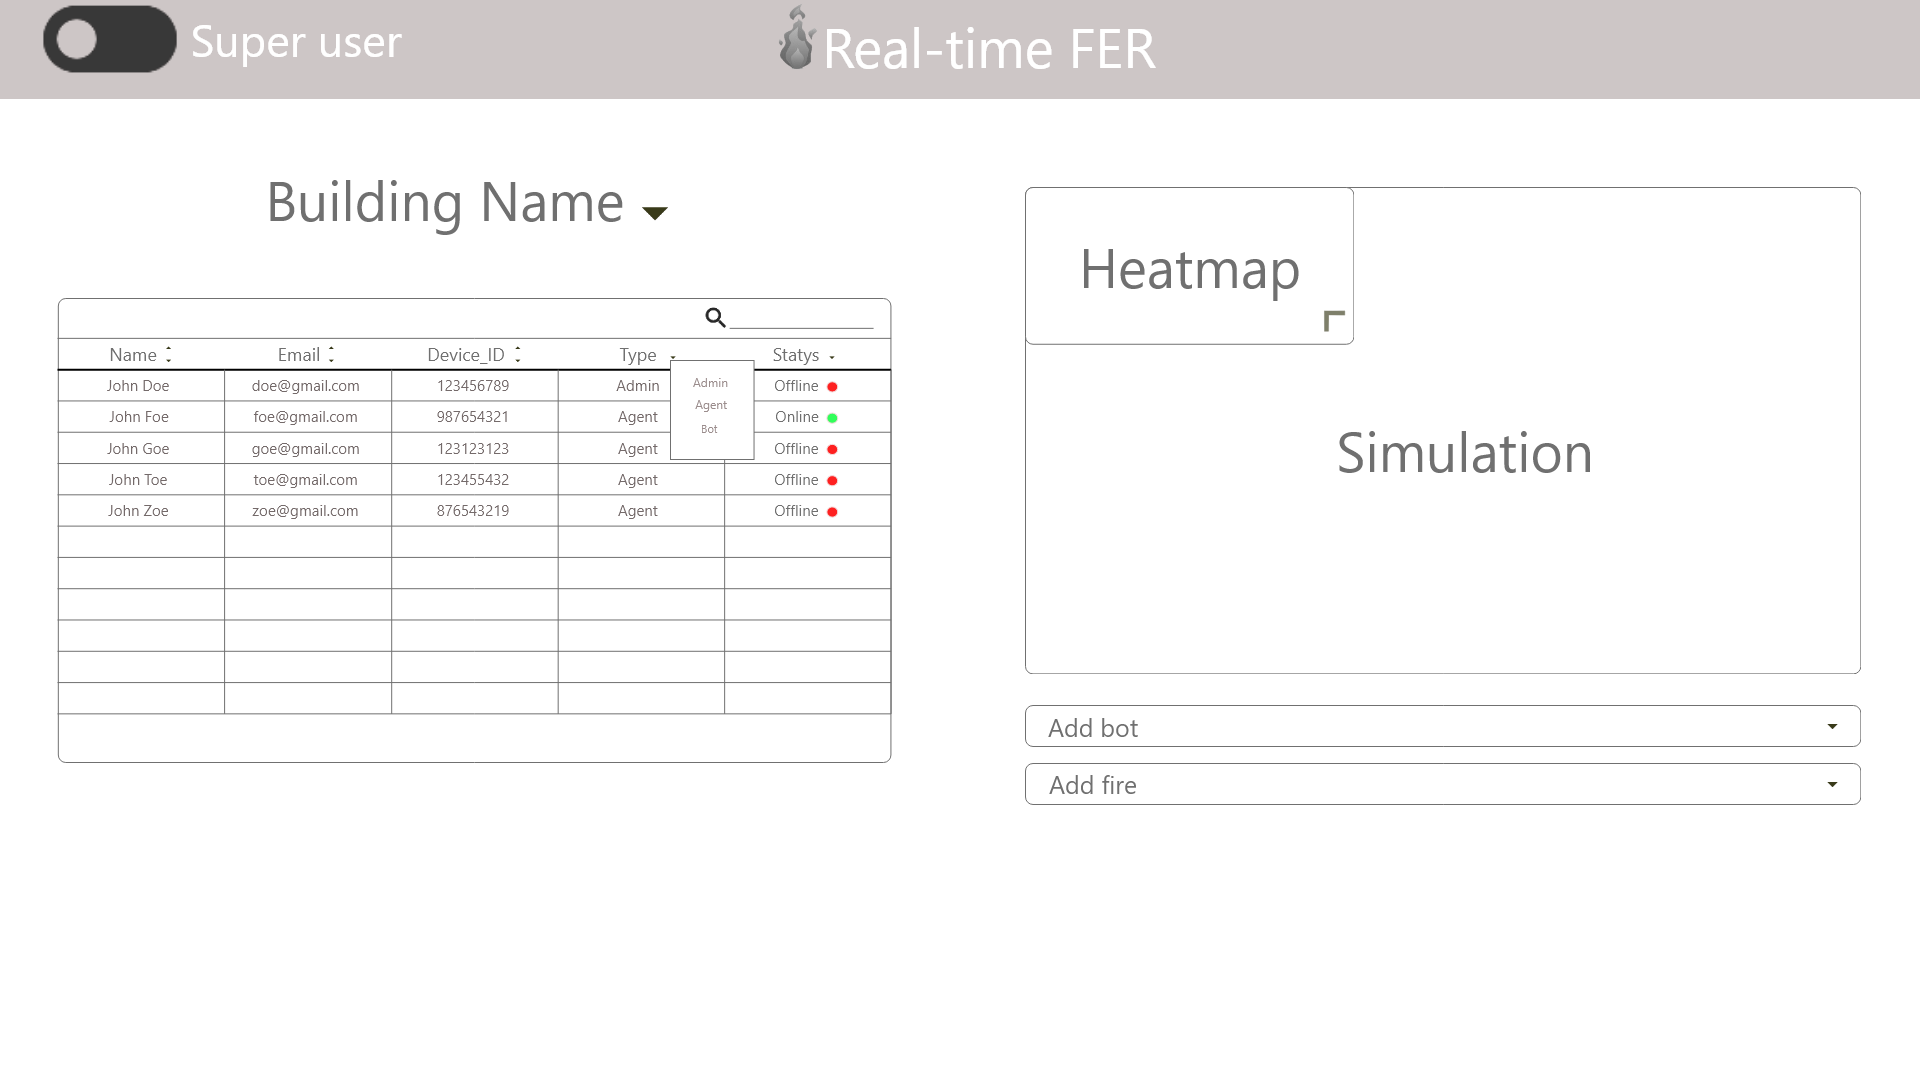 Super user
Real-time FER
Building Name
Name Email Device_ID Type Statys
John Doe doe@gmail.com 123456789 Admin Offline
John Foe foe@gmail.com 987654321 Agent Online
John Goe goe@gmail.com 123123123 Agent Offline
John Toe toe@gmail.com 123455432 Agent Offline
John Zoe zoe@gmail.com 876543219 Agent Offline
Admin
Agent
Bot
Heatmap
Simulation
Add bot
Add fire